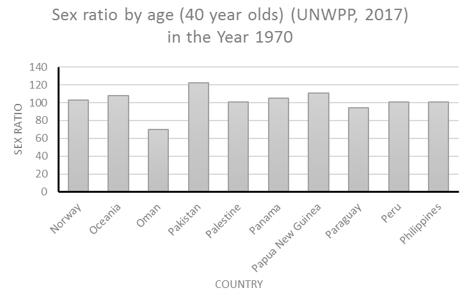 Sex ratio by age (40 year olds) (UNWPP, 2017)
in the Year 1970
SEX RATIO
140
120
100
80
60
40
20
0
Norway
Oceania
Oman
Pakistan
Palestine
Panama
Papua New Guinea
Paraguay
Peru
Philippines
COUNTRY